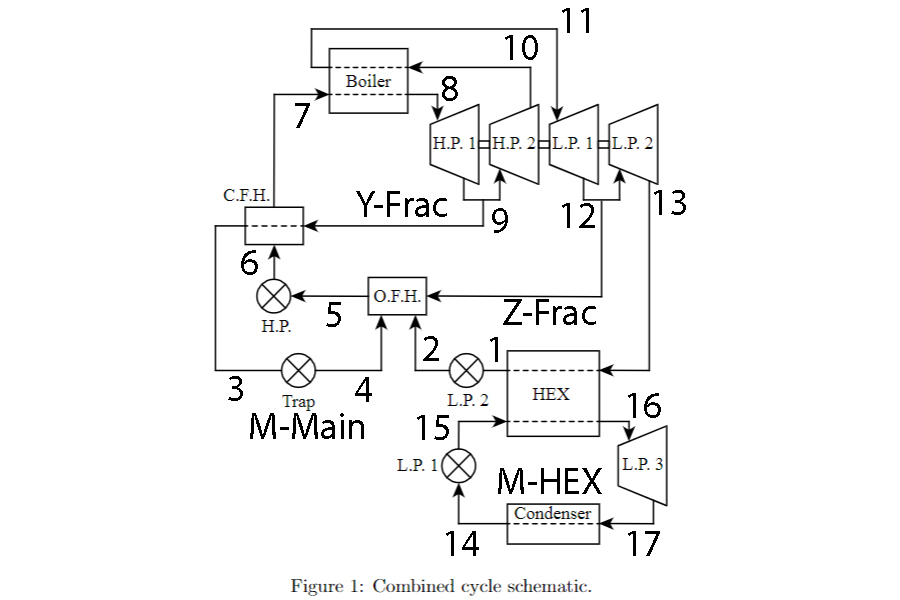 11
10
Boiler
7
8
H.P. 1
H.P. 2
L.P. 1
L.P. 2
C.F.H.
Y-Frac
9
12
13
6
O.F.H.
5
Z-Frac
H.P.
2
1
3
Trap
4
L.P. 2
HEX
M-Main
15
16
L.P. 1
L.P. 3
M-HEX
Condenser
14
17
Figure 1: Combined cycle schematic.